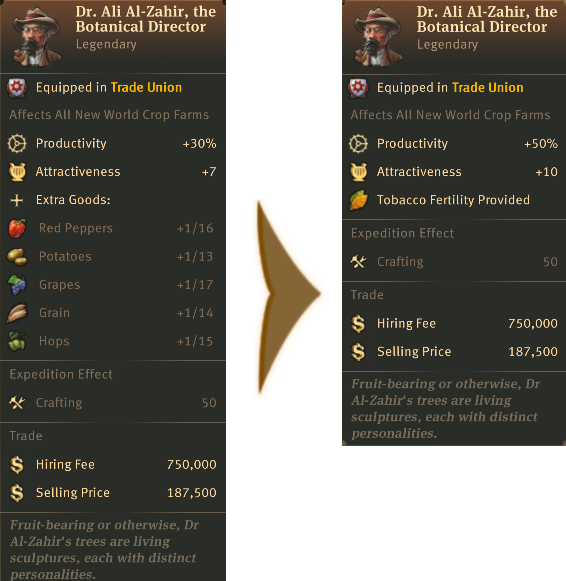 Dr. Ali Al-Zahir, the
Botanical Director
Legendary
Equipped in Trade Union
Affects All New World Crop Farms
Productivity +30%
Attractiveness +7
Extra Goods:
Red Peppers +1/16
Potatoes +1/13
Grapes +1/17
Grain +1/14
Hops +1/15
Expedition Effect
Crafting 50
Trade
Hiring Fee 750,000
Selling Price 187,500
Fruit-bearing or otherwise, Dr
Al-Zahir's trees are living
sculptures, each with distinct
personalities.
Dr. Ali Al-Zahir, the
Botanical Director
Legendary
Equipped in Trade Union
Affects All New World Crop Farms
Productivity +50%
Attractiveness +10
Tobacco Fertility Provided
Expedition Effect
Crafting 50
Trade
Hiring Fee 750,000
Selling Price 187,500
Fruit-bearing or otherwise, Dr
Al-Zahir's trees are living
sculptures, each with distinct
personalities.